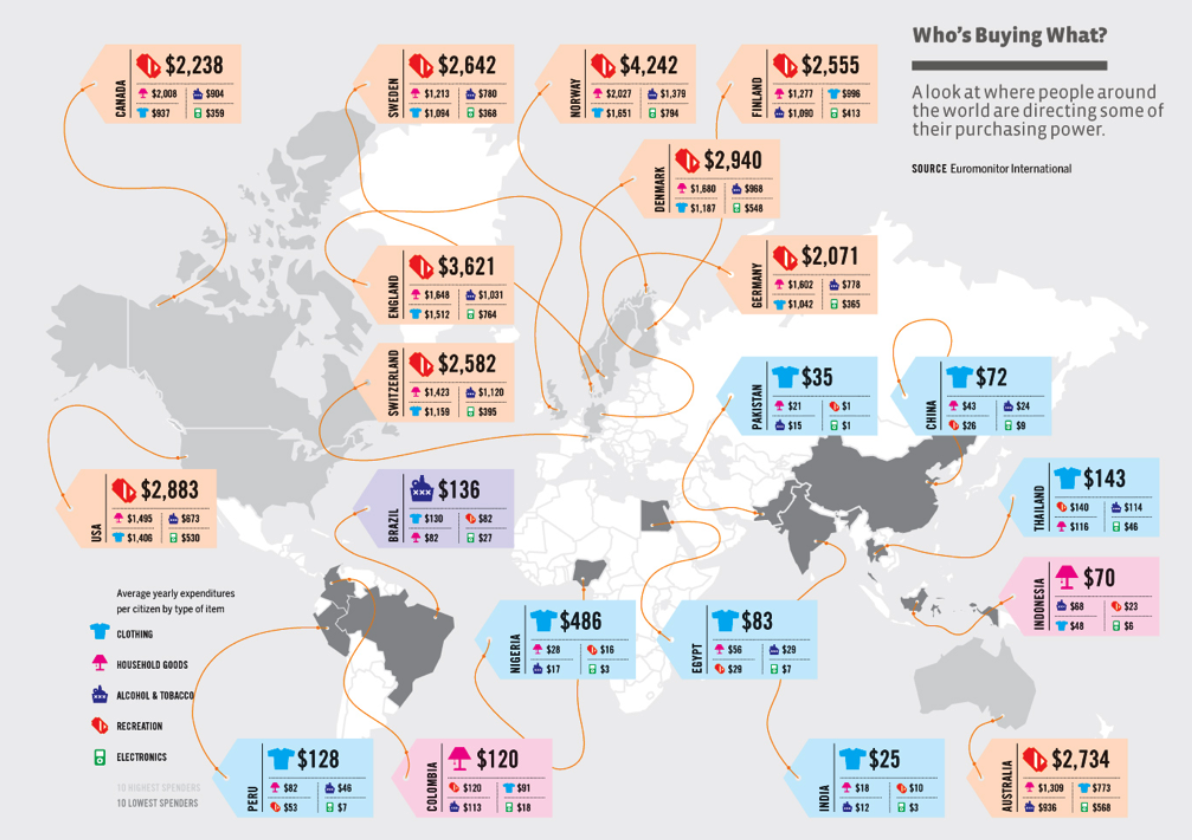 Who's Buying What?
A look at where people around
the world are directing some of
their purchasing power.
SOURCE Euromonitor International
CANADA
$2,238
$2,008 $904
$937 $359
SWEDEN
$2,642
$1,213 $780
$1,094 $368
NORWAY
$4,242
$2,027 $1,379
$1,651 $794
FINLAND
$2,555
$1,277 $996
$1,090 $413
DENMARK
$2,940
$1,680 $968
$1,187 $548
ENGLAND
$3,621
$1,648 $1,031
$1,512 $764
GERMANY
$2,071
$1,602 $778
$1,042 $365
SWITZERLAND
$2,582
$1,423 $1,120
$1,159 $395
PAKISTAN
$35
$21 $1
$15 $1
CHINA
$72
$43 $24
$26 $9
USA
$2,883
$1,495 $673
$1,406 $530
BRAZIL
$136
$130 $82
$82 $27
THAILAND
$143
$140 $114
$116 $46
INDONESIA
$70
$68 $23
$48 $6
NIGERIA
$486
$28 $16
$17 $3
EGYPT
$83
$56 $29
$29 $7
Average yearly expenditures
per citizen by type of item
CLOTHING
HOUSEHOLD GOODS
ALCOHOL & TOBACCO
RECREATION
ELECTRONICS
10 HIGHEST SPENDERS
10 LOWEST SPENDERS
PERU
$128
$82 $46
$53 $7
COLOMBIA
$120
$120 $91
$113 $18
INDIA
$25
$18 $10
$12 $3
AUSTRALIA
$2,734
$1,309 $773
$936 $568